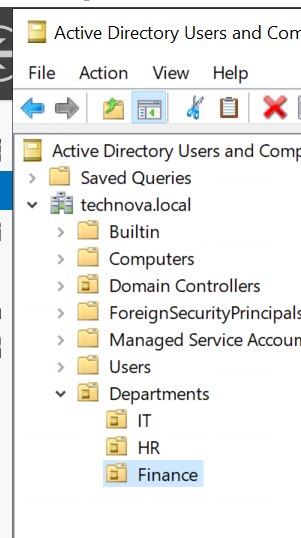 Active Directory Users and Com
File Action View Help
Active Directory Users and Comp
Saved Queries
technova.local
Builtin
Computers
Domain Controllers
ForeignSecurityPrincipals
Managed Service Accoun
Users
Departments
IT
HR
Finance